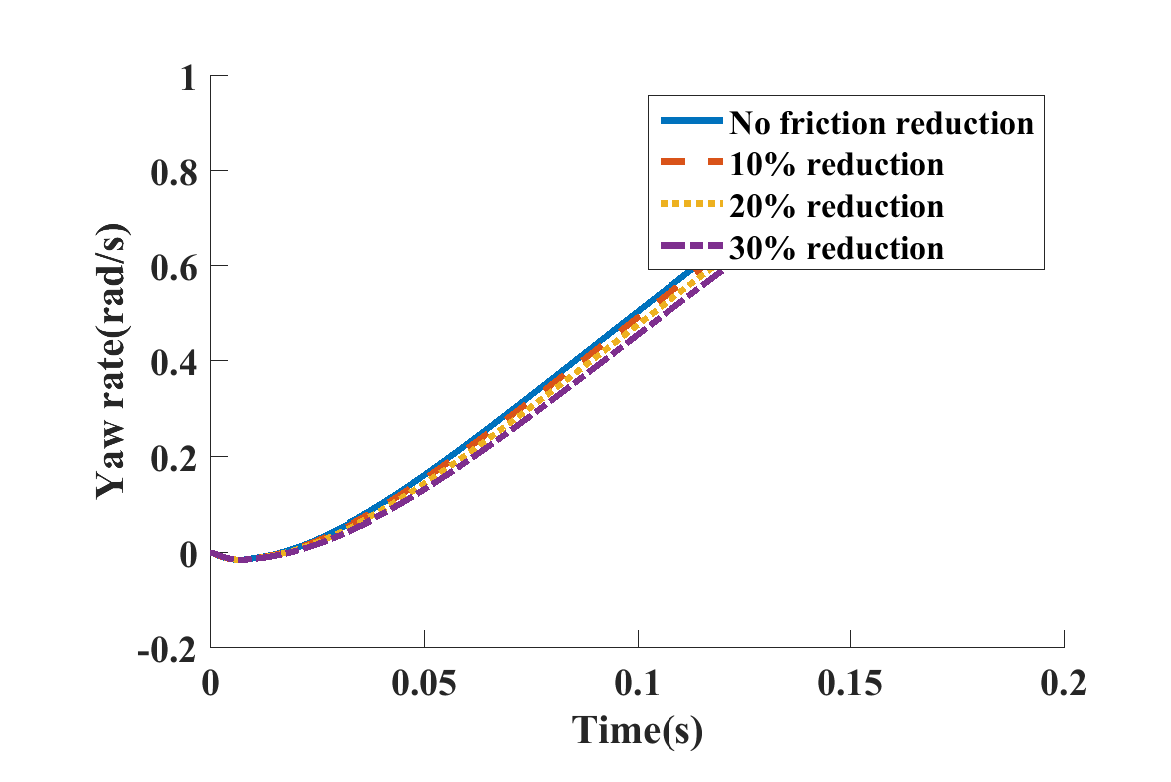 1
0.8
0.6
0.4
0.2
0
-0.2
0
0.05
0.1
0.15
0.2
Yaw rate(rad/s)
Time(s)
No friction reduction
10% reduction
20% reduction
30% reduction